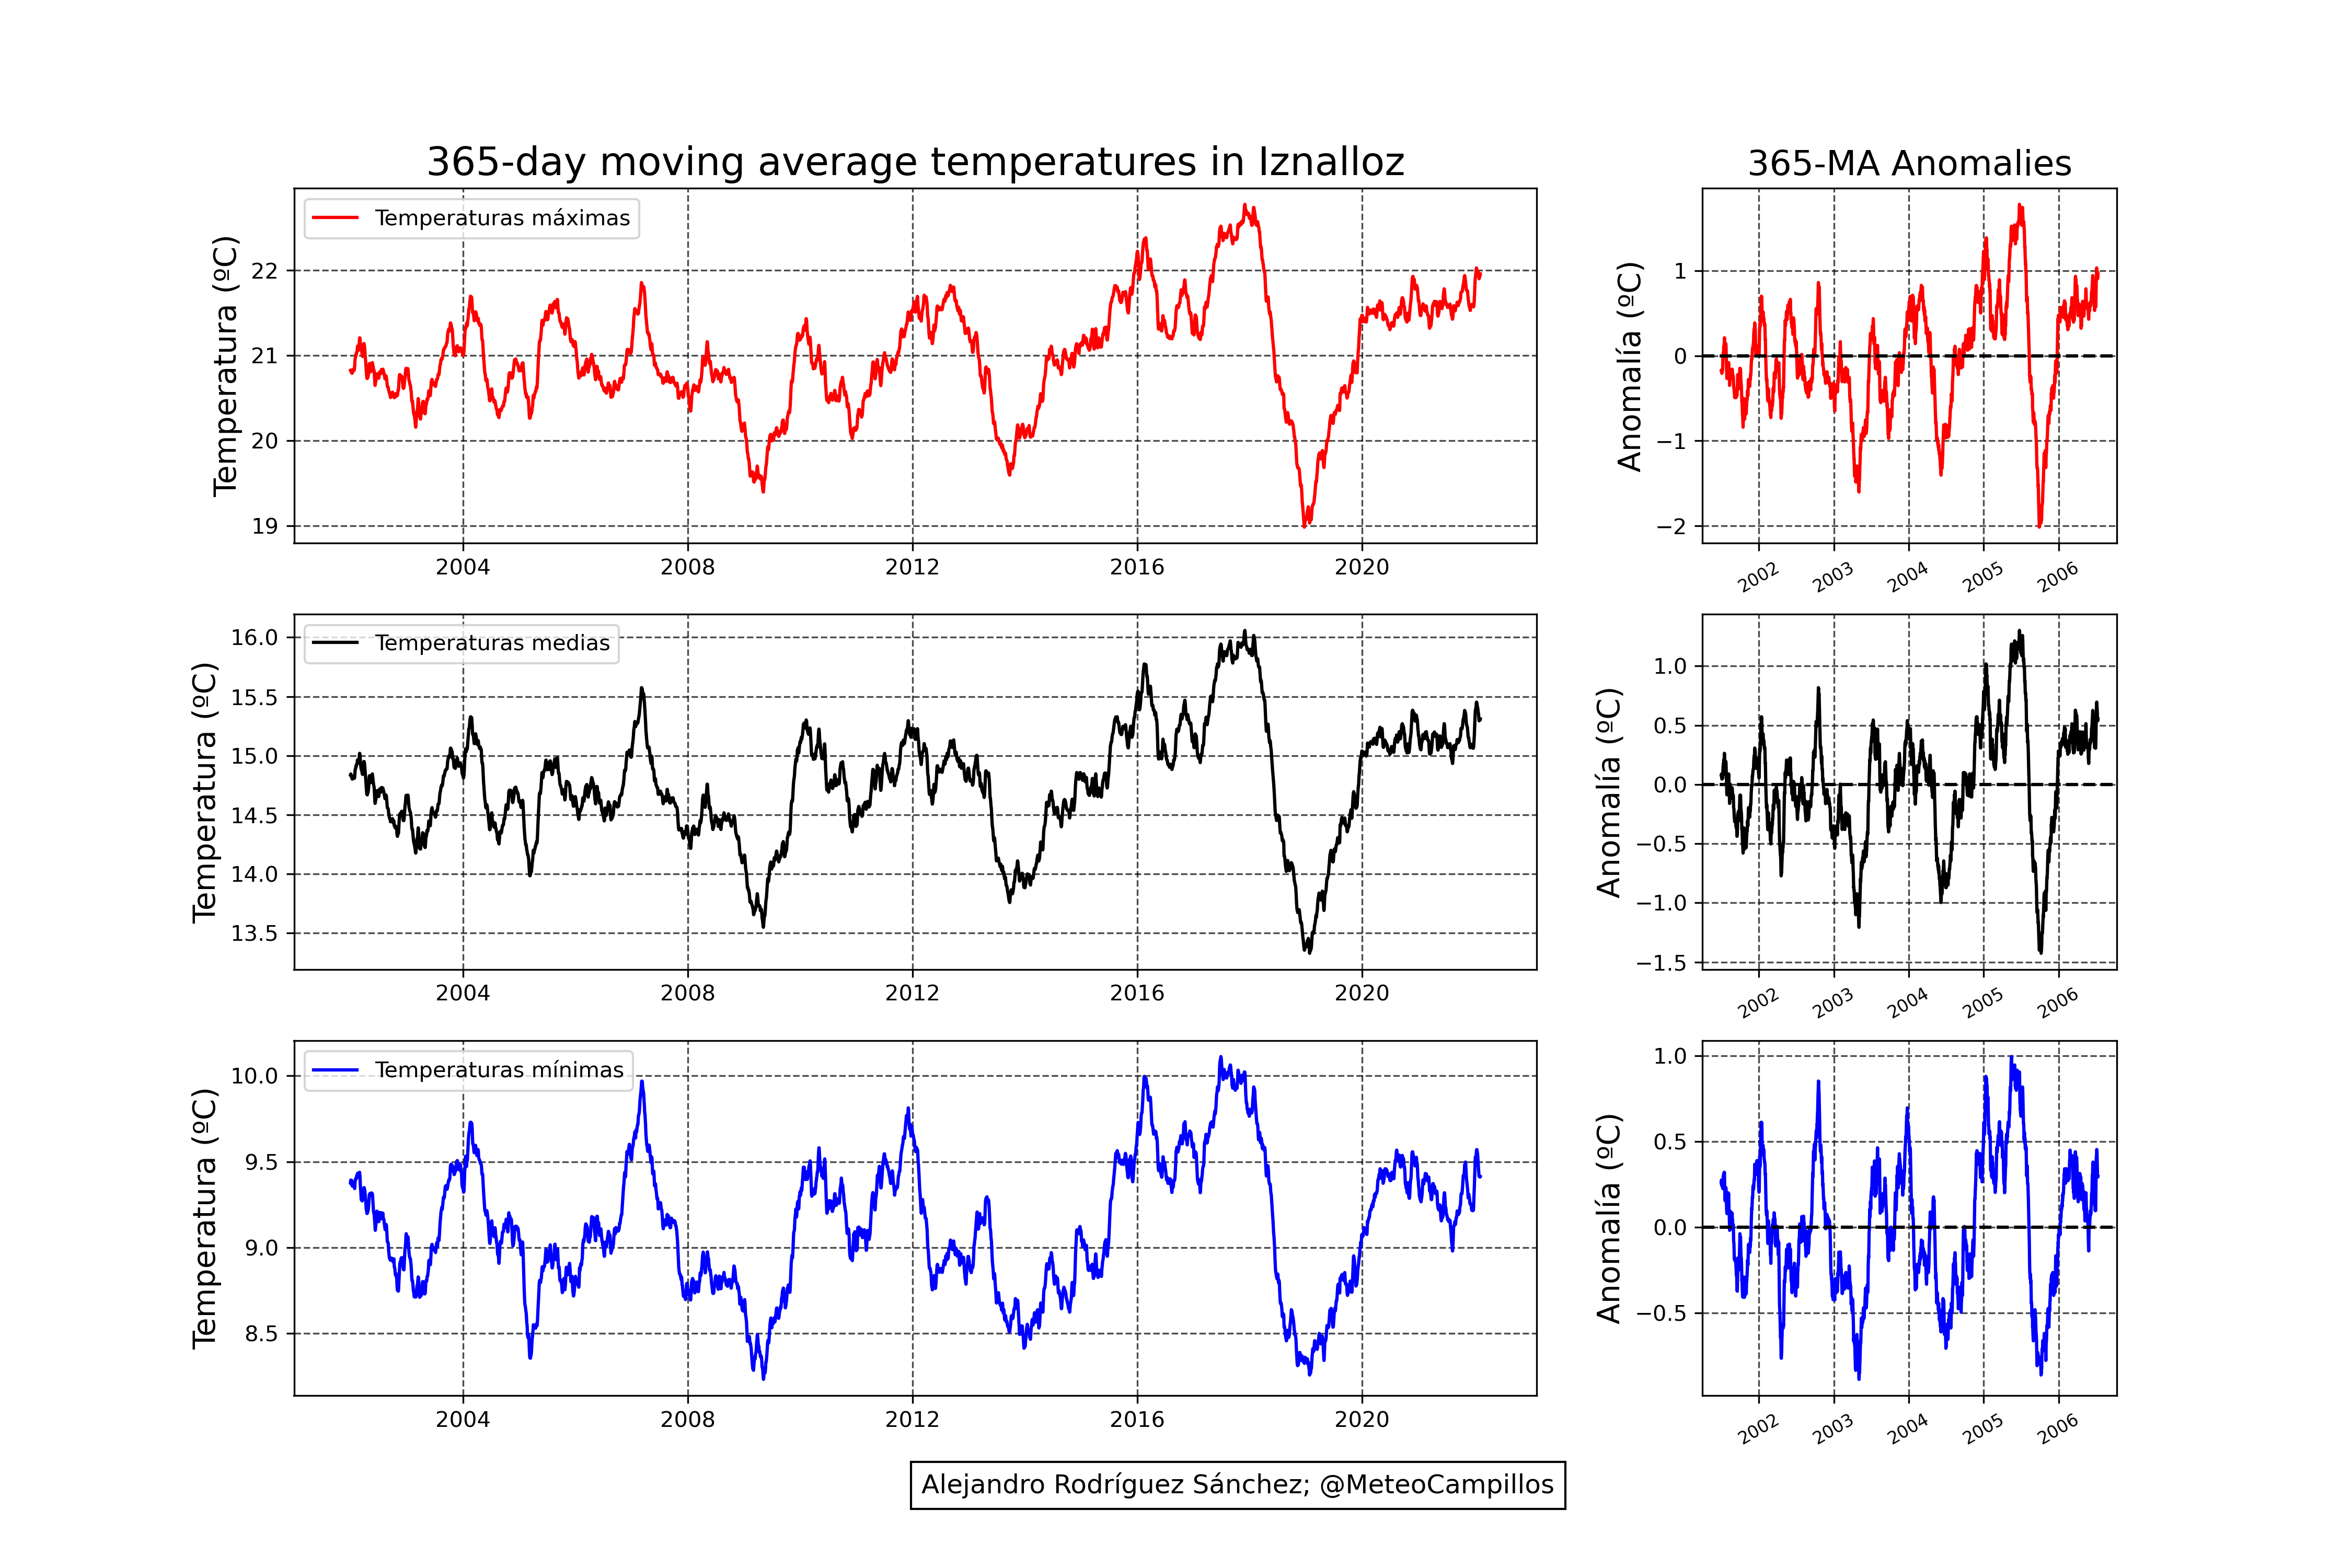 365-day moving average temperatures in Iznalloz
365-MA Anomalies
Temperaturas máximas
Temperatura (ºC)
22
21
20
19
2004 2008 2012 2016 2020
Anomalía (ºC)
1
0
−1
−2
2002 2003 2004 2005 2006
Temperaturas medias
Temperatura (ºC)
16.0
15.5
15.0
14.5
14.0
13.5
2004 2008 2012 2016 2020
Anomalía (ºC)
1.0
0.5
0.0
−0.5
−1.0
−1.5
2002 2003 2004 2005 2006
Temperaturas mínimas
Temperatura (ºC)
10.0
9.5
9.0
8.5
2004 2008 2012 2016 2020
Anomalía (ºC)
1.0
0.5
0.0
−0.5
2002 2003 2004 2005 2006
Alejandro Rodríguez Sánchez; @MeteoCampillos